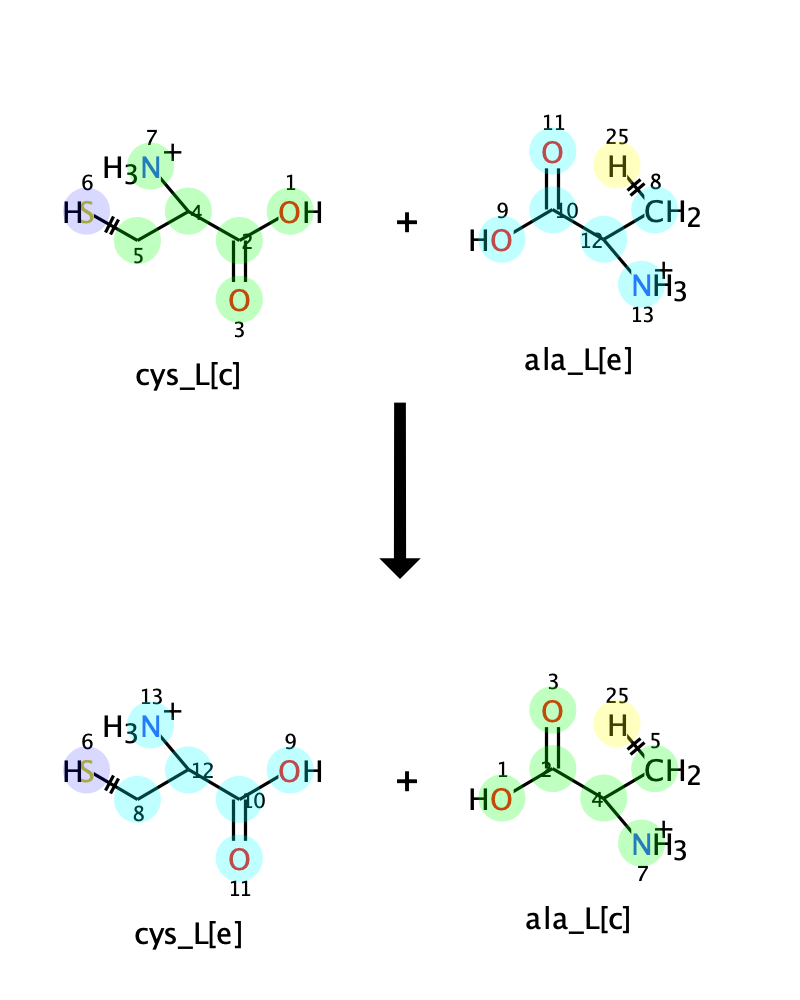 7
H3N+
6
1
HS
4
OH
2
5
O
3
cys_L[c]
+
11
25
O
H
8
9
10
CH2
HO
12
NH3+
13
ala_L[e]
13
H3N+
6
9
HS
12
OH
10
8
O
11
cys_L[e]
+
3
25
O
H
5
1
2
CH2
HO
4
NH3+
7
ala_L[c]